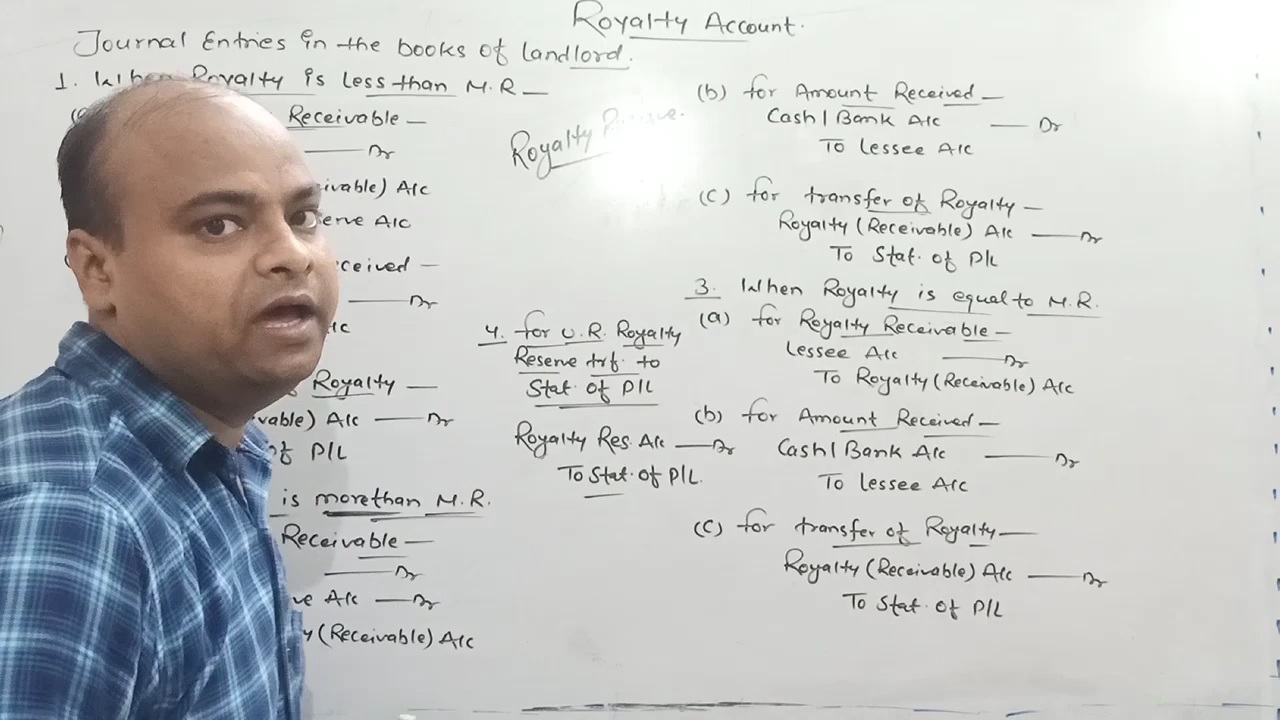 Royalty Account.
Journal Entries in the books of Landlord.
1. When Royalty is less than M.R —
Receivable —
—— Dr
ivable) A/c
erve A/c
ceived —
—— Dr
/c
Royalty —
vable) A/c —— Dr
of P/L
is more than M.R.
Receivable —
—— Dr
ve A/c —— Dr
y (Receivable) A/c
Royalty
4. for U.R. Royalty
Reserve trf. to
Stat. of P/L
Royalty Res. A/c —— Dr
To Stat. of P/L.
(b) for Amount Received —
Cash/Bank A/c —— Dr
To Lessee A/c
(c) for transfer of Royalty —
Royalty (Receivable) A/c —— Dr
To Stat. of P/L
3. When Royalty is equal to M.R.
(a) for Royalty Receivable —
Lessee A/c —— Dr
To Royalty (Receivable) A/c
(b) for Amount Received —
Cash/Bank A/c —— Dr
To Lessee A/c
(c) for transfer of Royalty —
Royalty (Receivable) A/c —— Dr
To Stat. of P/L